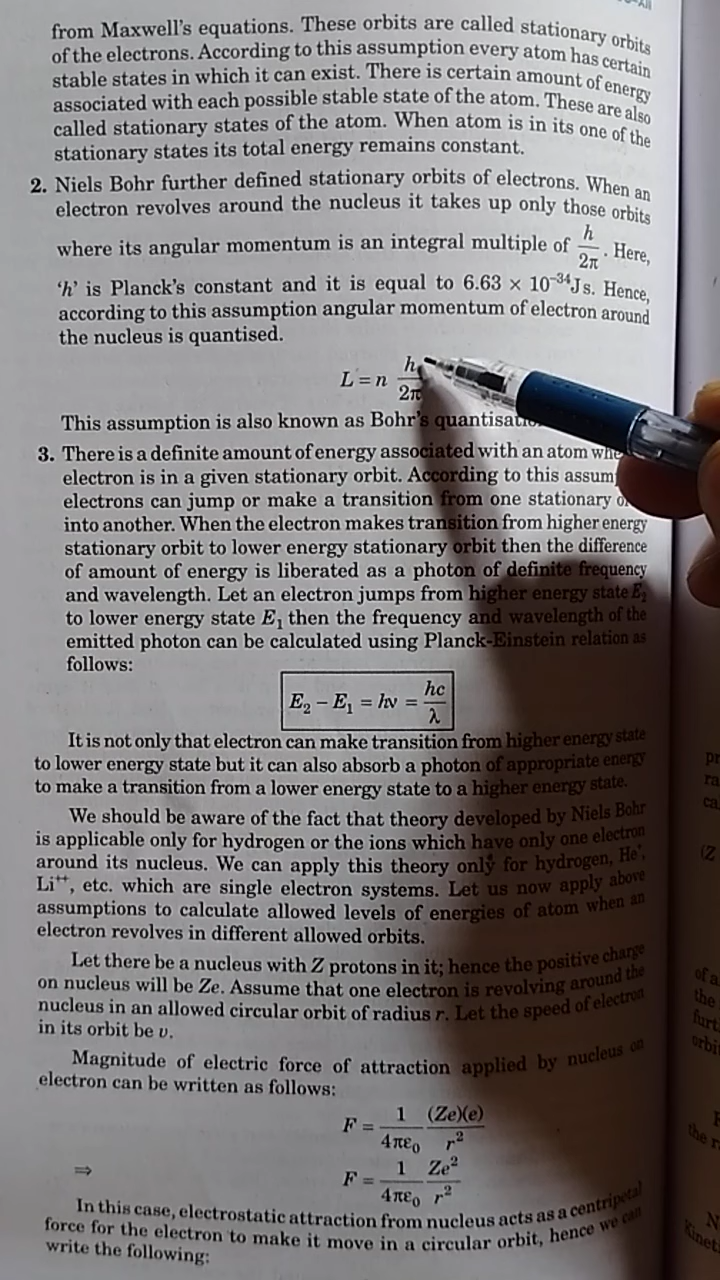 from Maxwell's equations. These orbits are called stationary orbits
of the electrons. According to this assumption every atom has certain
stable states in which it can exist. There is certain amount of energy
associated with each possible stable state of the atom. These are also
called stationary states of the atom. When atom is in its one of the
stationary states its total energy remains constant.
2. Niels Bohr further defined stationary orbits of electrons. When an
electron revolves around the nucleus it takes up only those orbits
where its angular momentum is an integral multiple of h/2π. Here,
'h' is Planck's constant and it is equal to 6.63 × 10⁻³⁴Js. Hence,
according to this assumption angular momentum of electron around
the nucleus is quantised.
L = n h/2π
This assumption is also known as Bohr's
3. There is a definite amount of energy associated with an atom
electron is in a given stationary orbit. According to this
electrons can jump or make a transition from one stationary
into another. When the electron makes transition from higher energy
stationary orbit to lower energy stationary orbit then the difference
of amount of energy is liberated as a photon of definite frequency
and wavelength. Let an electron jumps from higher energy state E₂
to lower energy state E₁ then the frequency and wavelength of the
emitted photon can be calculated using Planck-Einstein relation as
follows:
E₂ – E₁ = hν = hc/λ
It is not only that electron can make transition from higher energy state
to lower energy state but it can also absorb a photon of appropriate energy
to make a transition from a lower energy state to a higher energy state.
We should be aware of the fact that theory developed by Niels Bohr
is applicable only for hydrogen or the ions which have only one electron
around its nucleus. We can apply this theory only for hydrogen, He⁺,
Li⁺⁺, etc. which are single electron systems. Let us now apply above
assumptions to calculate allowed levels of energies of atom when an
electron revolves in different allowed orbits.
Let there be a nucleus with Z protons in it; hence the positive charge
on nucleus will be Ze. Assume that one electron is revolving around the
nucleus in an allowed circular orbit of radius r. Let the speed of electron
in its orbit be v.
Magnitude of electric force of attraction applied by nucleus on
electron can be written as follows:
F = 1/4πε₀ (Ze)(e)/r²
⇒ F = 1/4πε₀ Ze²/r²
In this case, electrostatic attraction from nucleus acts as a centripetal
force for the electron to make it move in a circular orbit, hence we can
write the following: